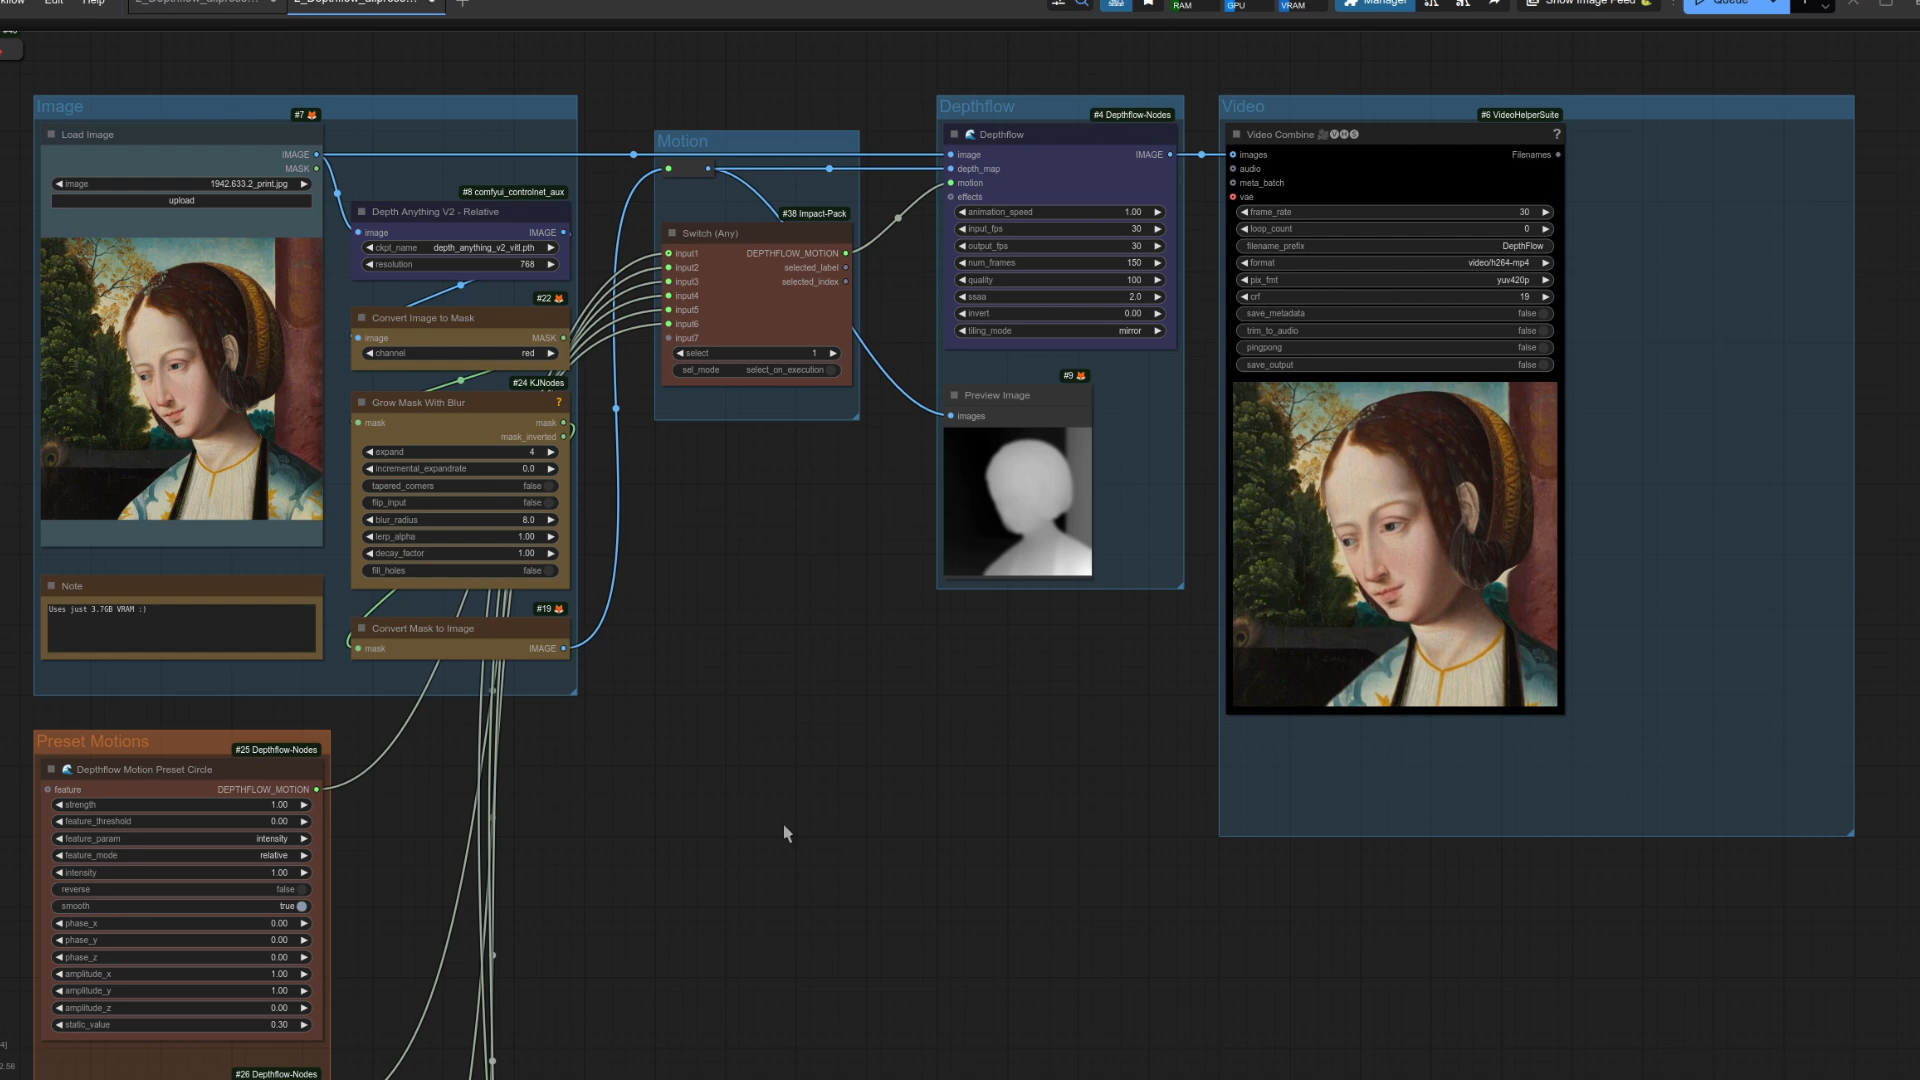 Edit
Help
RAM
GPU
VRAM
Manager
Show Image Feed
Queue
Image
#7
Load Image
IMAGE
MASK
image 1942.633.2_print.jpg
upload
#8 comfyui_controlnet_aux
Depth Anything V2 - Relative
image IMAGE
ckpt_name depth_anything_v2_vitl.pth
resolution 768
#22
Convert Image to Mask
image MASK
channel red
#24 KJNodes
Grow Mask With Blur ?
mask mask
mask_inverted
expand 4
incremental_expandrate 0.0
tapered_corners false
flip_input false
blur_radius 8.0
lerp_alpha 1.00
decay_factor 1.00
fill_holes false
Note
Uses just 3.7GB VRAM :)
#19
Convert Mask to Image
mask IMAGE
Motion
#38 Impact-Pack
Switch (Any)
input1 DEPTHFLOW_MOTION
input2 selected_label
input3 selected_index
input4
input5
input6
input7
select 1
sel_mode select_on_execution
Depthflow
#4 Depthflow-Nodes
Depthflow
image IMAGE
depth_map
motion
effects
animation_speed 1.00
input_fps 30
output_fps 30
num_frames 150
quality 100
ssaa 2.0
invert 0.00
tiling_mode mirror
#9
Preview Image
images
Video
#6 VideoHelperSuite
Video Combine VHS ?
images Filenames
audio
meta_batch
vae
frame_rate 30
loop_count 0
filename_prefix DepthFlow
format video/h264-mp4
pix_fmt yuv420p
crf 19
save_metadata false
trim_to_audio false
pingpong false
save_output false
Preset Motions
#25 Depthflow-Nodes
Depthflow Motion Preset Circle
feature DEPTHFLOW_MOTION
strength 1.00
feature_threshold 0.00
feature_param intensity
feature_mode relative
intensity 1.00
reverse false
smooth true
phase_x 0.00
phase_y 0.00
phase_z 0.00
amplitude_x 1.00
amplitude_y 1.00
amplitude_z 0.00
static_value 0.30
#26 Depthflow-Nodes